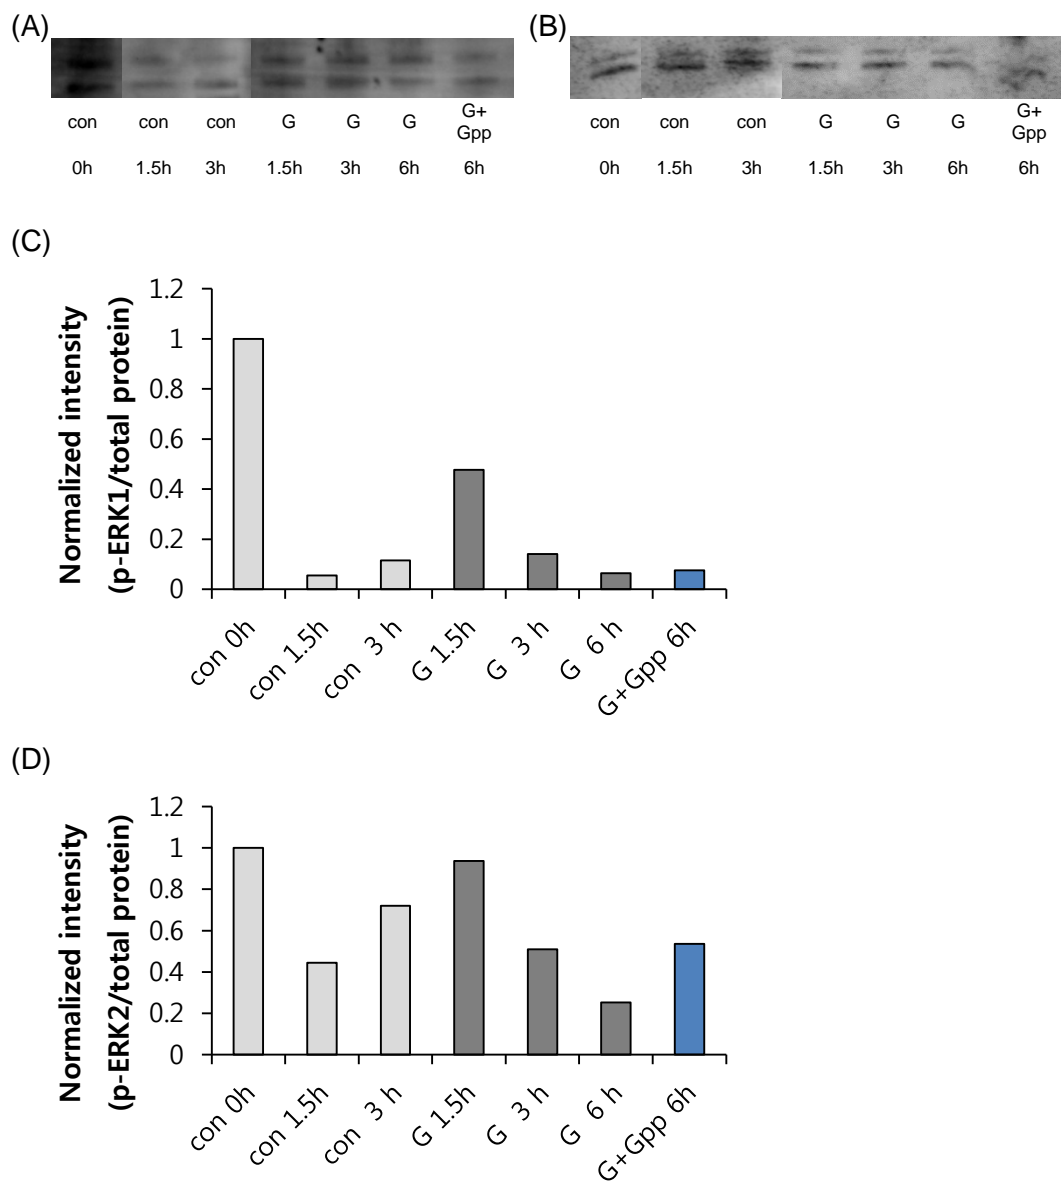 (A)
con con con G G G G+ Gpp
0h 1.5h 3h 1.5h 3h 6h 6h
(B)
con con con G G G G+ Gpp
0h 1.5h 3h 1.5h 3h 6h 6h
(C)
Normalized intensity
(p-ERK1/total protein)
1.2
1
0.8
0.6
0.4
0.2
0
con 0h
con 1.5h
con 3 h
G 1.5h
G 3 h
G 6 h
G+Gpp 6h
(D)
Normalized intensity
(p-ERK2/total protein)
1.2
1
0.8
0.6
0.4
0.2
0
con 0h
con 1.5h
con 3 h
G 1.5h
G 3 h
G 6 h
G+Gpp 6h